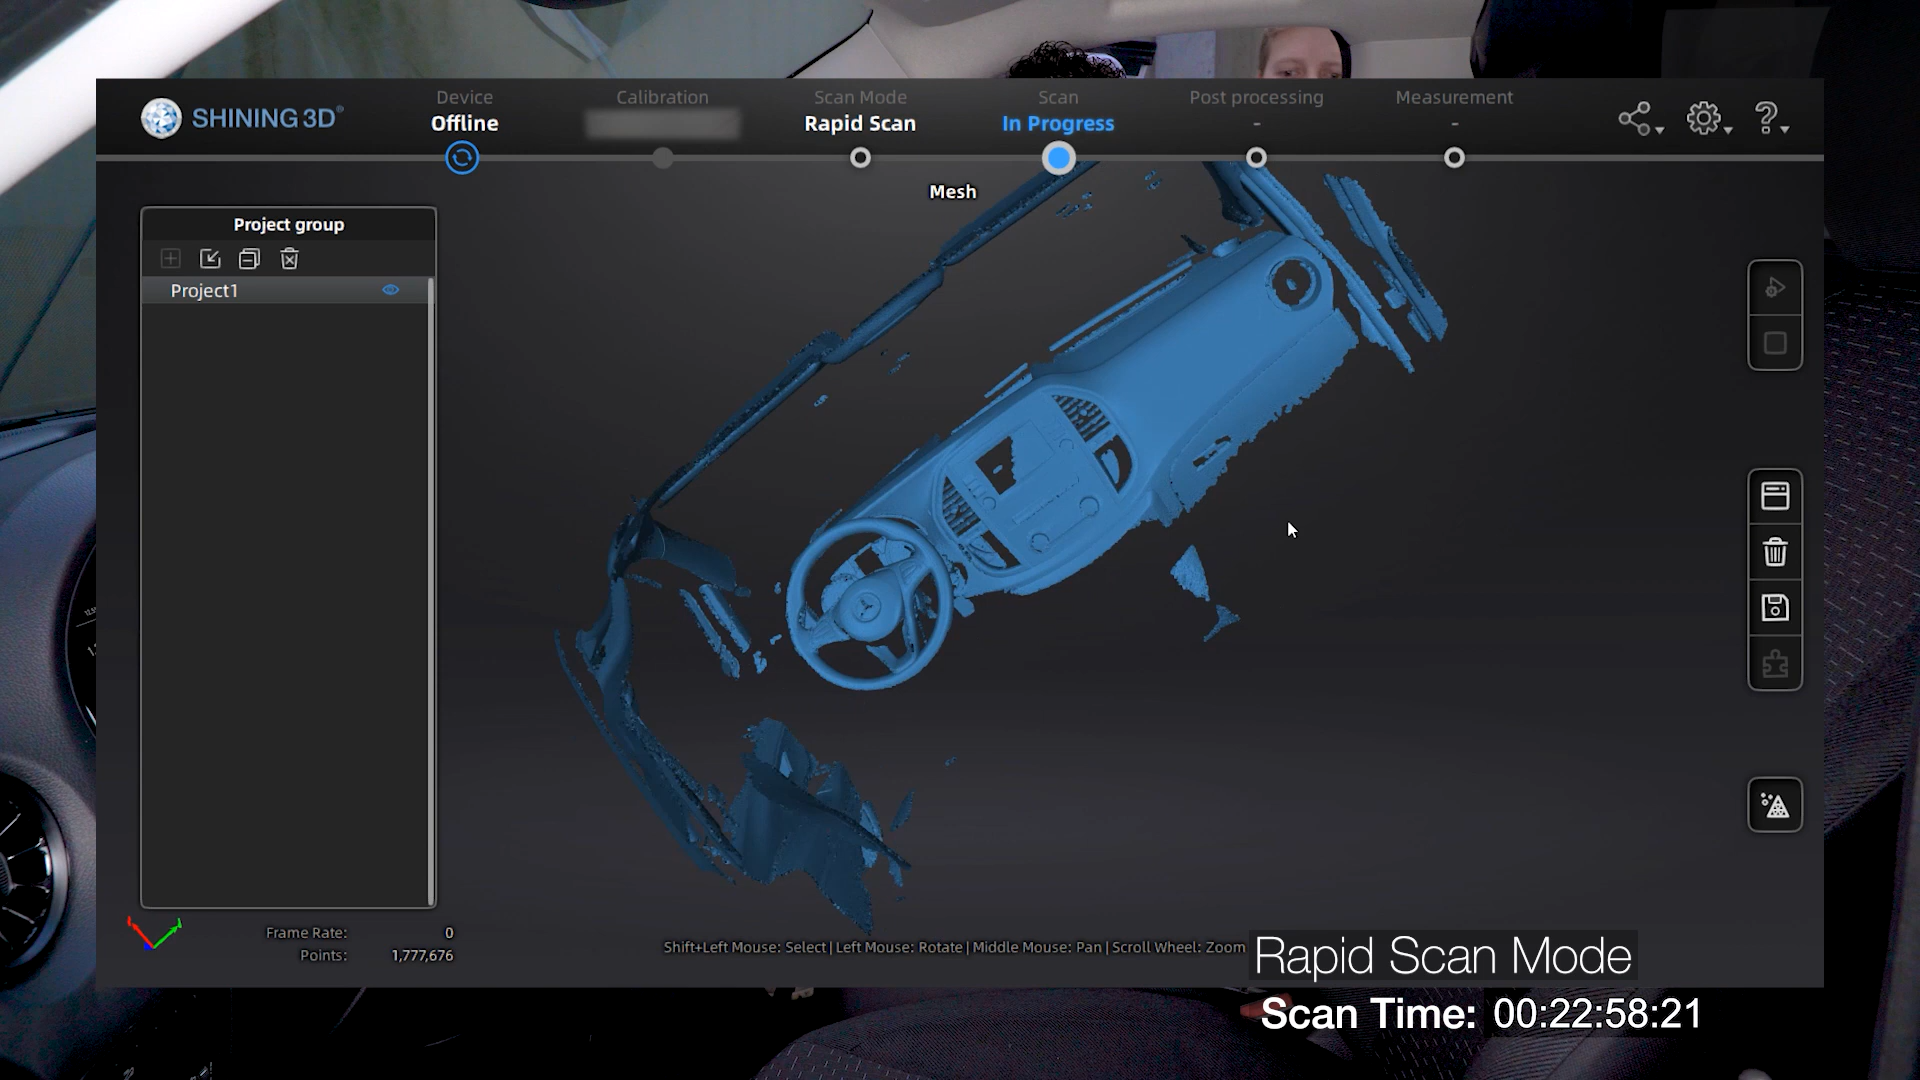 SHINING 3D®
Device
Offline
Calibration
Scan Mode
Rapid Scan
Scan
In Progress
Post processing
-
Measurement
-
Mesh
Project group
Project1
Frame Rate: 0
Points: 1,777,676
Shift+Left Mouse: Select | Left Mouse: Rotate | Middle Mouse: Pan | Scroll Wheel: Zoom
Rapid Scan Mode
Scan Time: 00:22:58:21